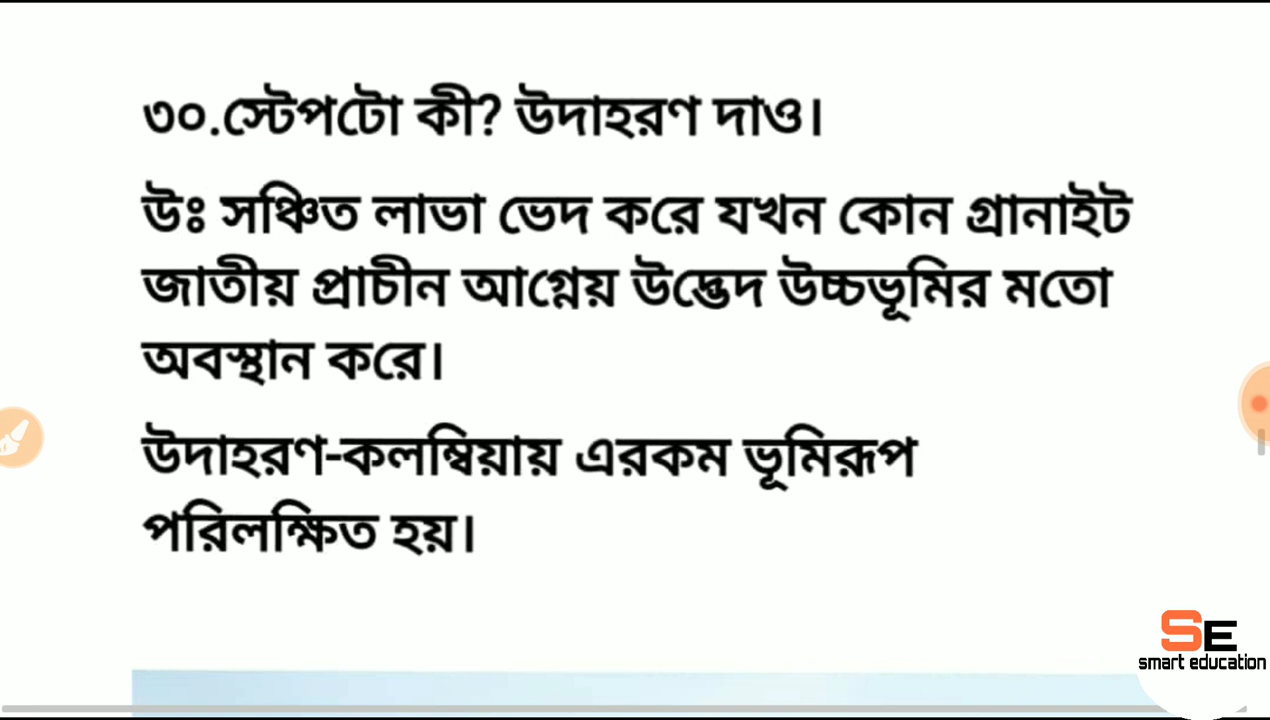 ৩০.স্টেপটো কী? উদাহরণ দাও।
উঃ সঞ্চিত লাভা ভেদ করে যখন কোন গ্রানাইট
জাতীয় প্রাচীন আগ্নেয় উদ্ভেদ উচ্চভূমির মতো
অবস্থান করে।
উদাহরণ-কলম্বিয়ায় এরকম ভূমিরূপ
পরিলক্ষিত হয়।
SE
smart education